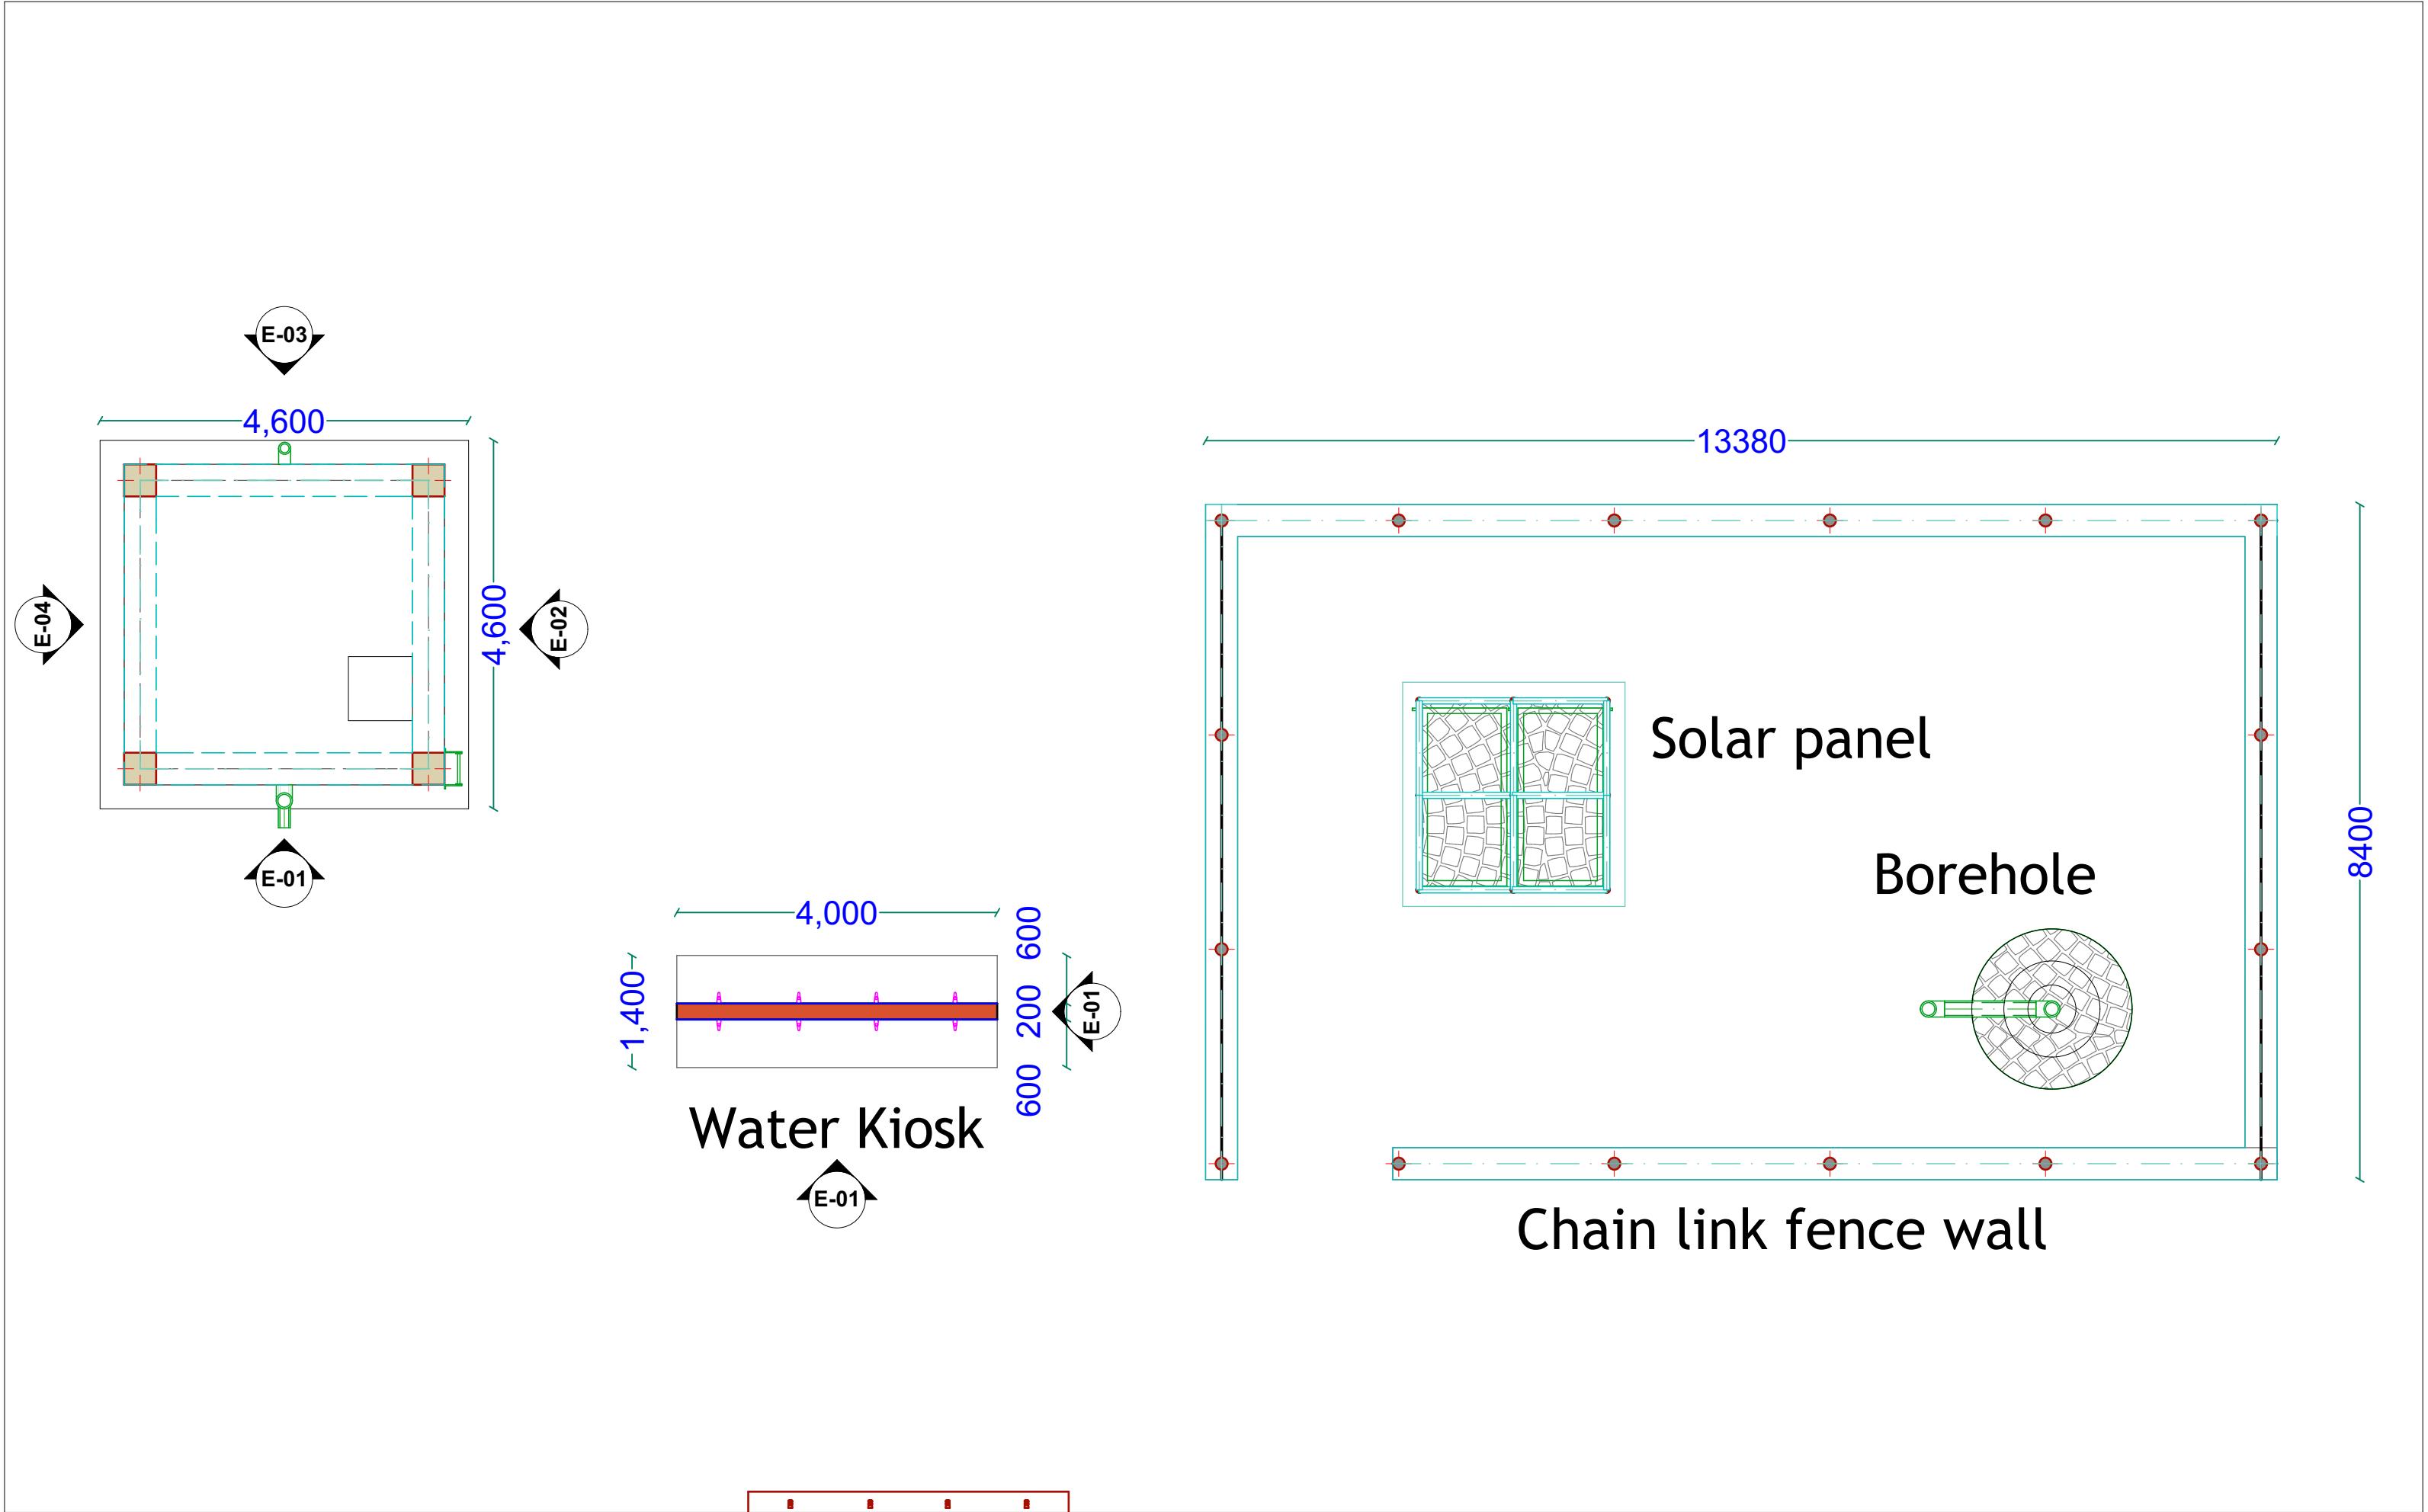 E-03
4,600
13380
E-04
4,600
E-02
Solar panel
8400
Borehole
E-01
4,000
600
1,400
200
E-01
600
Water Kiosk
E-01
Chain link fence wall